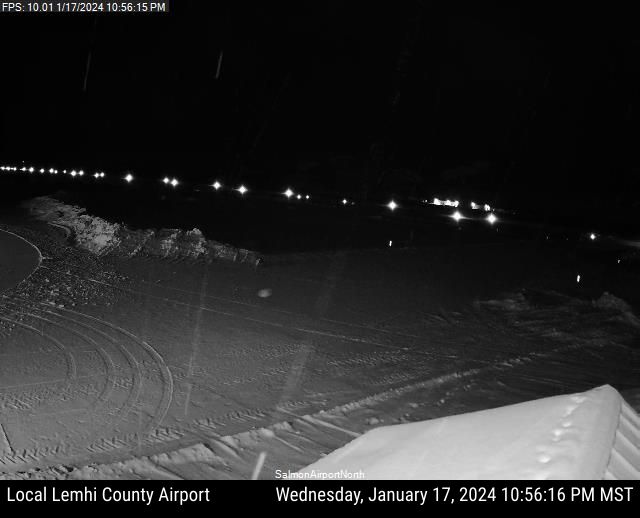 FPS: 10.01 1/17/2024 10:56:15 PM
SalmonAirportNorth
Local Lemhi County Airport
Wednesday, January 17, 2024 10:56:16 PM MST